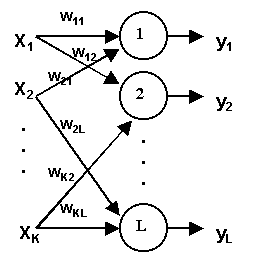 w11
x1 1 y1
w12
w21
x2 2 y2
w2L
. .
. .
. .
wK2
wKL
xK L yL